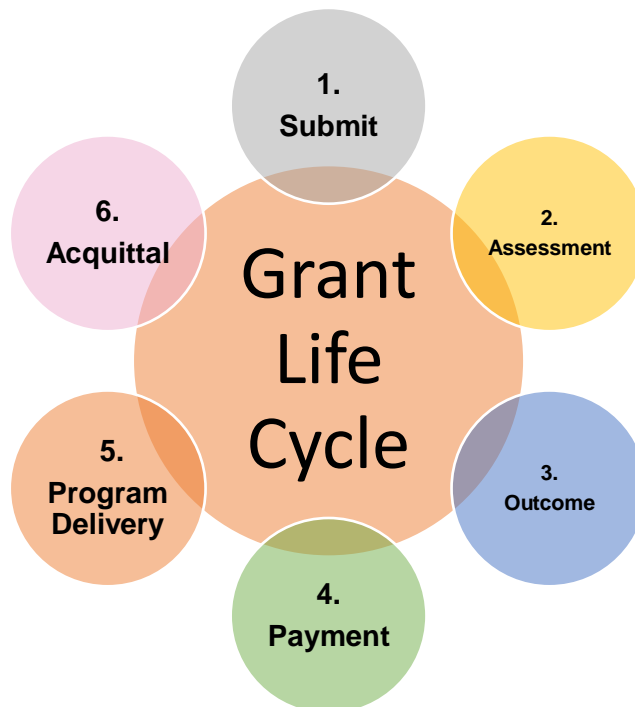 1.
Submit
2.
Assessment
3.
Outcome
4.
Payment
5.
Program
Delivery
6.
Acquittal
Grant
Life
Cycle